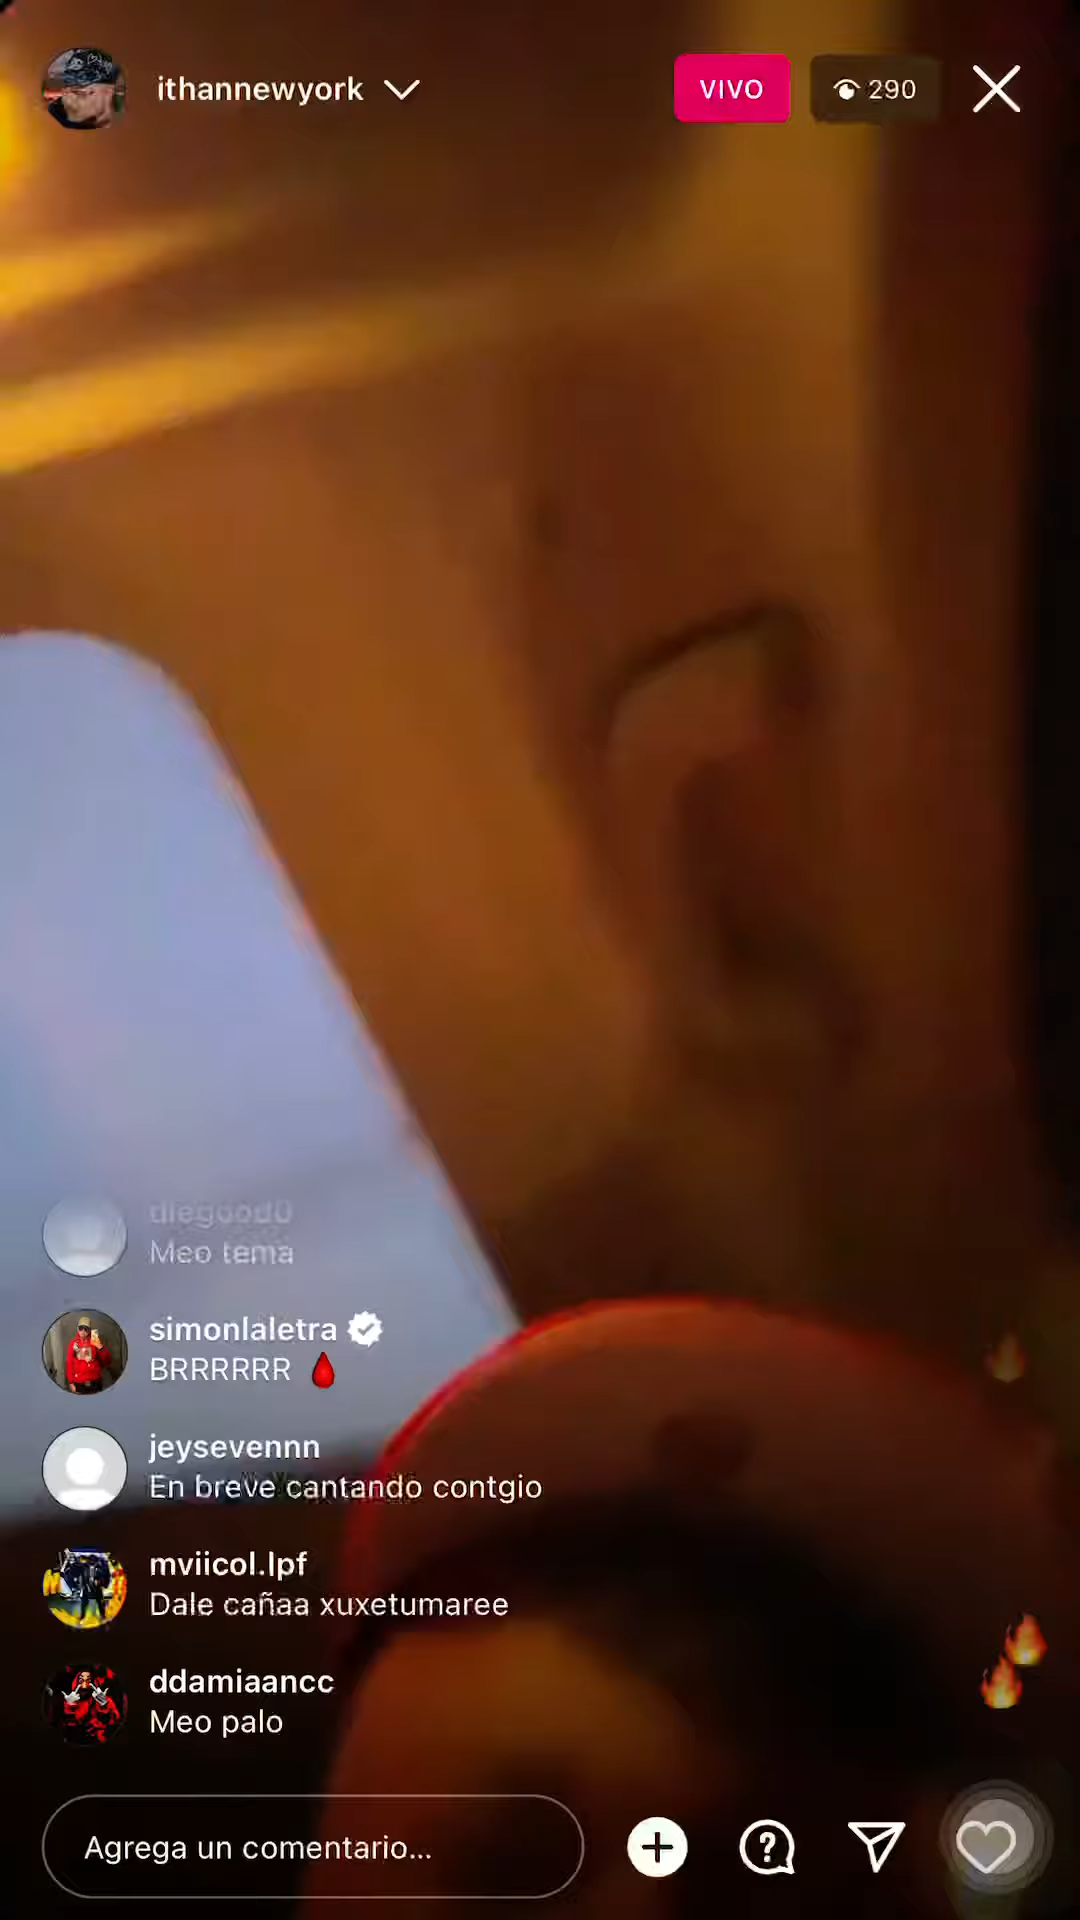 ithannewyork
VIVO
290
diegood0
Meo tema
simonlaletra
BRRRRRR 🩸
jeysevennn
En breve cantando contgio
mviicol.lpf
Dale cañaa xuxetumaree
ddamiaancc
Meo palo
Agrega un comentario...